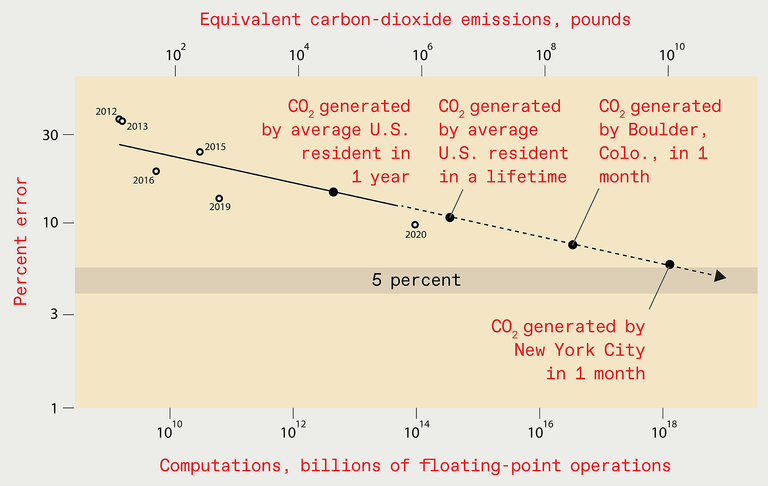 Equivalent carbon-dioxide emissions, pounds
10² 10⁴ 10⁶ 10⁸ 10¹⁰
Percent error
30
10
3
1
2012
2013
2015
2016
2019
2020
CO₂ generated
by average U.S.
resident in
1 year
CO₂ generated
by average
U.S. resident
in a lifetime
CO₂ generated
by Boulder,
Colo., in 1
month
5 percent
CO₂ generated by
New York City
in 1 month
10¹⁰ 10¹² 10¹⁴ 10¹⁶ 10¹⁸
Computations, billions of floating-point operations